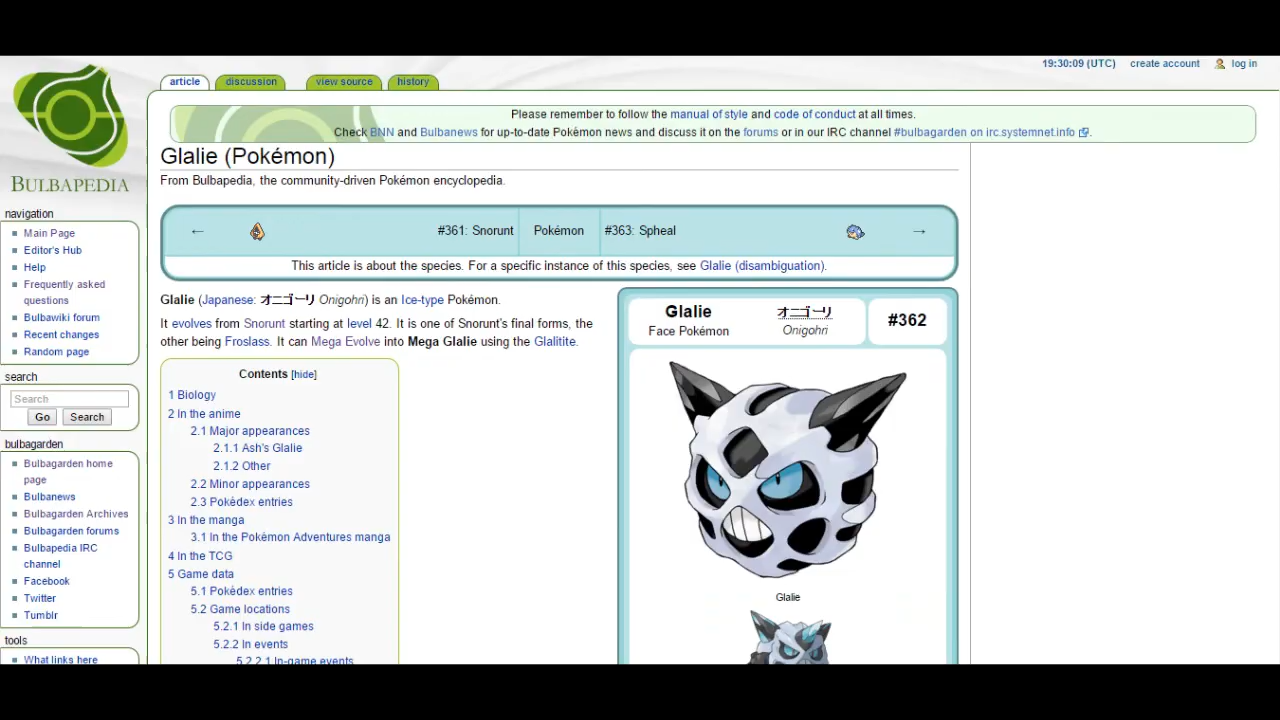 19:30:09 (UTC) create account log in
article discussion view source history
Please remember to follow the manual of style and code of conduct at all times.
Check BNN and Bulbanews for up-to-date Pokémon news and discuss it on the forums or in our IRC channel #bulbagarden on irc.systemnet.info .
BULBAPEDIA
Glalie (Pokémon)
From Bulbapedia, the community-driven Pokémon encyclopedia.
← #361: Snorunt Pokémon #363: Spheal →
This article is about the species. For a specific instance of this species, see Glalie (disambiguation).
navigation
Main Page
Editor's Hub
Help
Frequently asked
questions
Bulbawiki forum
Recent changes
Random page
search
Search
Go Search
bulbagarden
Bulbagarden home
page
Bulbanews
Bulbagarden Archives
Bulbagarden forums
Bulbapedia IRC
channel
Facebook
Twitter
Tumblr
tools
What links here
Glalie (Japanese: オニゴーリ Onigohri) is an Ice-type Pokémon.
It evolves from Snorunt starting at level 42. It is one of Snorunt's final forms, the
other being Froslass. It can Mega Evolve into Mega Glalie using the Glalitite.
Contents [hide]
1 Biology
2 In the anime
2.1 Major appearances
2.1.1 Ash's Glalie
2.1.2 Other
2.2 Minor appearances
2.3 Pokédex entries
3 In the manga
3.1 In the Pokémon Adventures manga
4 In the TCG
5 Game data
5.1 Pokédex entries
5.2 Game locations
5.2.1 In side games
5.2.2 In events
5.2.2.1 In-game events
Glalie オニゴーリ #362
Face Pokémon Onigohri
Glalie